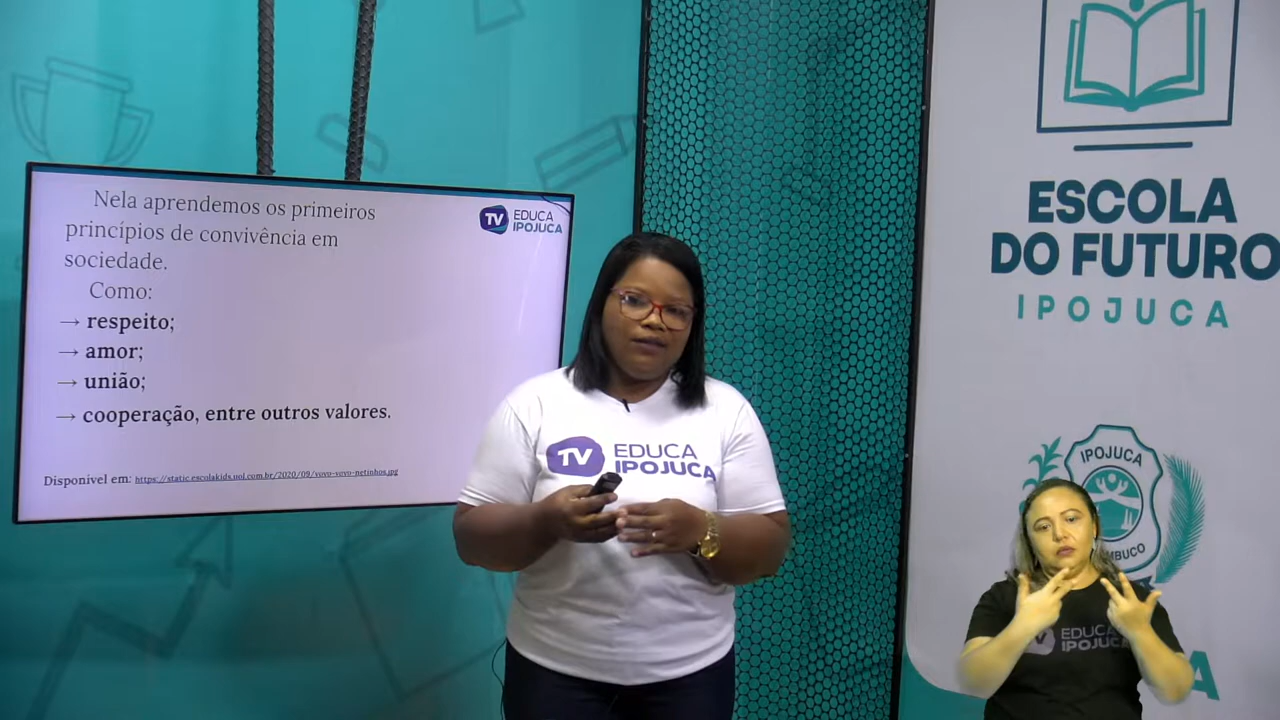 Nela aprendemos os primeiros
princípios de convivência em
sociedade.
Como:
→ respeito;
→ amor;
→ união;
→ cooperação, entre outros valores.
Disponível em: https://static.escolakids.uol.com.br/2020/09/vovo-vovo-netinhos.jpg
TV EDUCA
IPOJUCA
TV EDUCA
IPOJUCA
ESCOLA
DO FUTURO
IPOJUCA
IPOJUCA
MBUCO
EDUCA
IPOJUCA
A